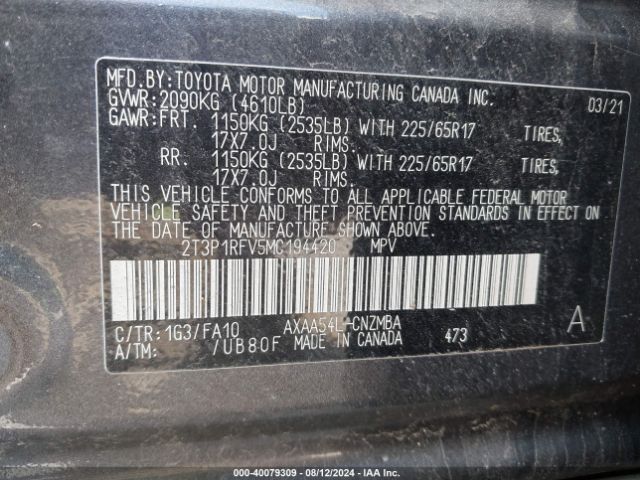 MFD.BY:TOYOTA MOTOR MANUFACTURING CANADA INC. 03/21
GVWR:2090KG (4610LB)
GAWR:FRT. 1150KG (2535LB) WITH 225/65R17 TIRES,
17X7.0J RIMS.
RR. 1150KG (2535LB) WITH 225/65R17 TIRES,
17X7.0J RIMS.
THIS VEHICLE CONFORMS TO ALL APPLICABLE FEDERAL MOTOR
VEHICLE SAFETY AND THEFT PREVENTION STANDARDS IN EFFECT ON
THE DATE OF MANUFACTURE SHOWN ABOVE.
2T3P1RFV5MC194420 MPV
C/TR:1G3/FA10 AXAA54L-CNZMBA A
A/TM: /UB80F MADE IN CANADA 473
000-40079309 - 08/12/2024 - IAA Inc.